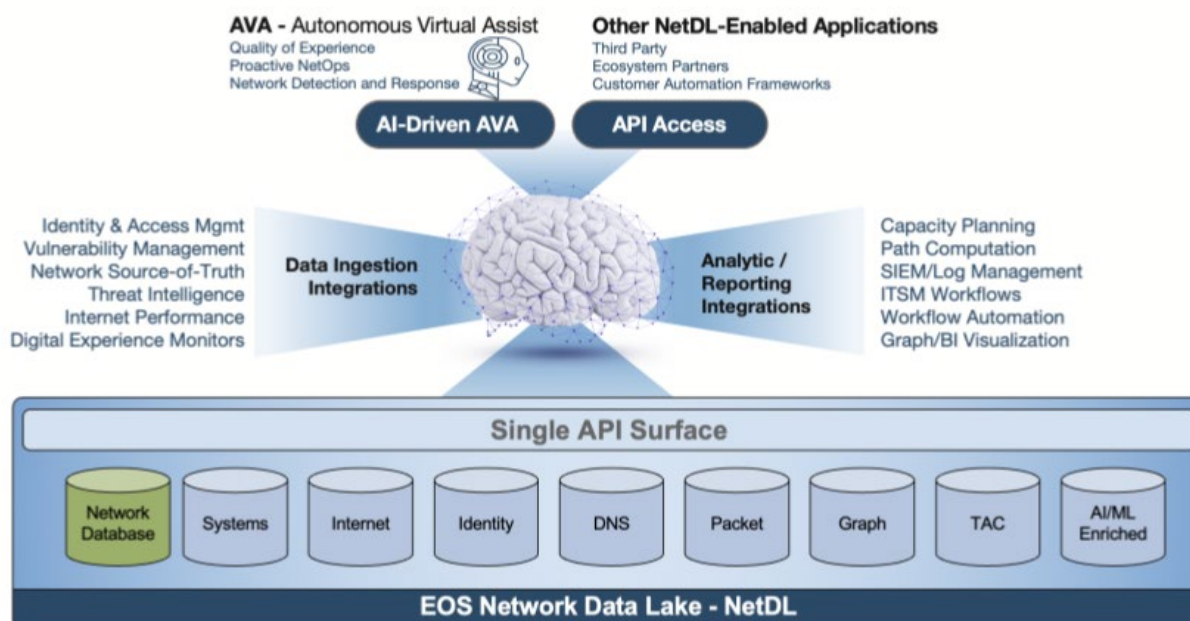 AVA - Autonomous Virtual Assist
Quality of Experience
Proactive NetOps
Network Detection and Response
Other NetDL-Enabled Applications
Third Party
Ecosystem Partners
Customer Automation Frameworks
AI-Driven AVA
API Access
Identity & Access Mgmt
Vulnerability Management
Network Source-of-Truth
Threat Intelligence
Internet Performance
Digital Experience Monitors
Data Ingestion
Integrations
Analytic /
Reporting
Integrations
Capacity Planning
Path Computation
SIEM/Log Management
ITSM Workflows
Workflow Automation
Graph/BI Visualization
Single API Surface
Network
Database
Systems
Internet
Identity
DNS
Packet
Graph
TAC
AI/ML
Enriched
EOS Network Data Lake - NetDL